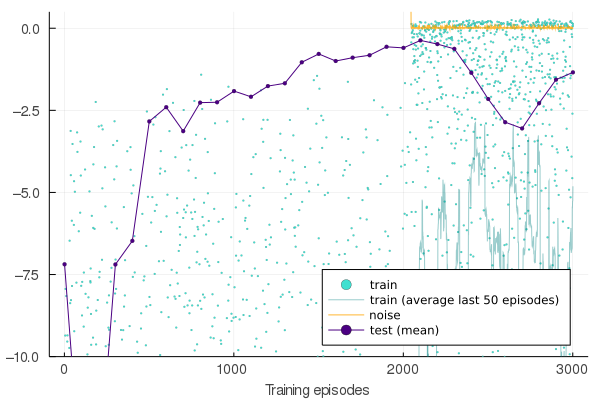 0.0
−2.5
−5.0
−7.5
−10.0
0
1000
2000
3000
Training episodes
train
train (average last 50 episodes)
noise
test (mean)